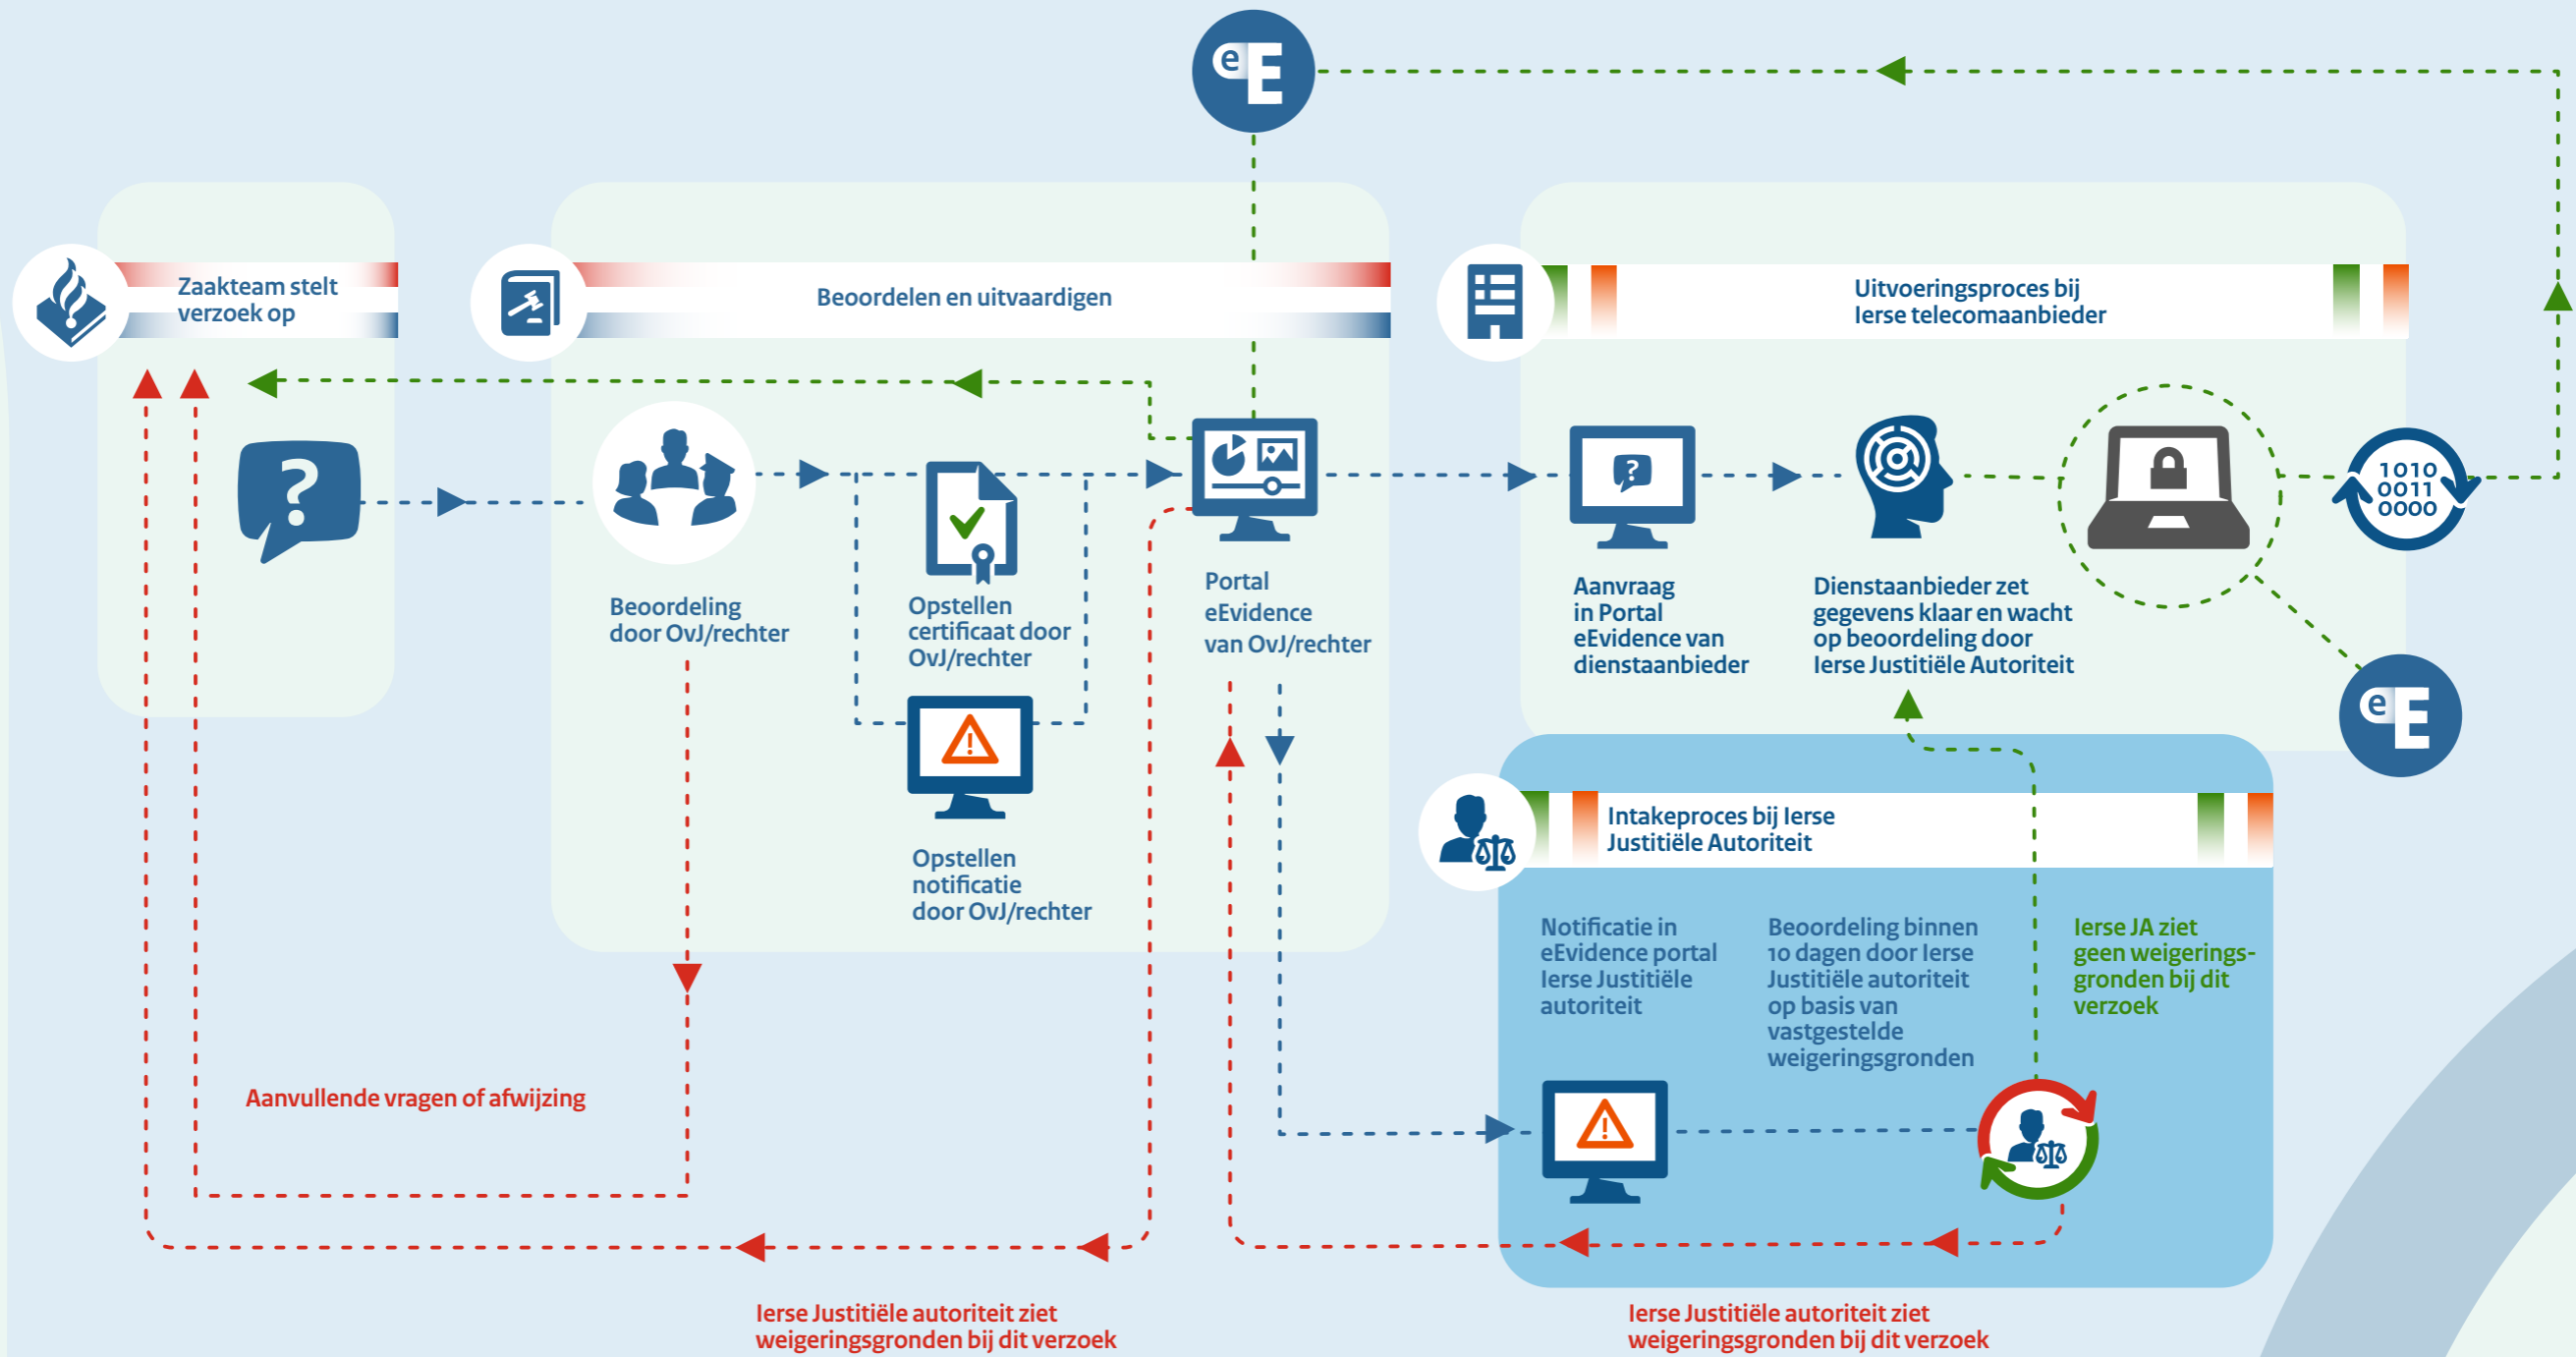 eE
Zaakteam stelt
verzoek op
Beoordelen en uitvaardigen
Uitvoeringsproces bij
Ierse telecomaanbieder
?
Beoordeling
door OvJ/rechter
Opstellen
certificaat door
OvJ/rechter
!
Opstellen
notificatie
door OvJ/rechter
Portal
eEvidence
van OvJ/rechter
?
Aanvraag
in Portal
eEvidence van
dienstaanbieder
Dienstaanbieder zet
gegevens klaar en wacht
op beoordeling door
Ierse Justitiële Autoriteit
1010
0011
0000
eE
Intakeproces bij Ierse
Justitiële Autoriteit
Notificatie in
eEvidence portal
Ierse Justitiële
autoriteit
Beoordeling binnen
10 dagen door Ierse
Justitiële autoriteit
op basis van
vastgestelde
weigeringsgronden
Ierse JA ziet
geen weigerings-
gronden bij dit
verzoek
!
Aanvullende vragen of afwijzing
Ierse Justitiële autoriteit ziet
weigeringsgronden bij dit verzoek
Ierse Justitiële autoriteit ziet
weigeringsgronden bij dit verzoek